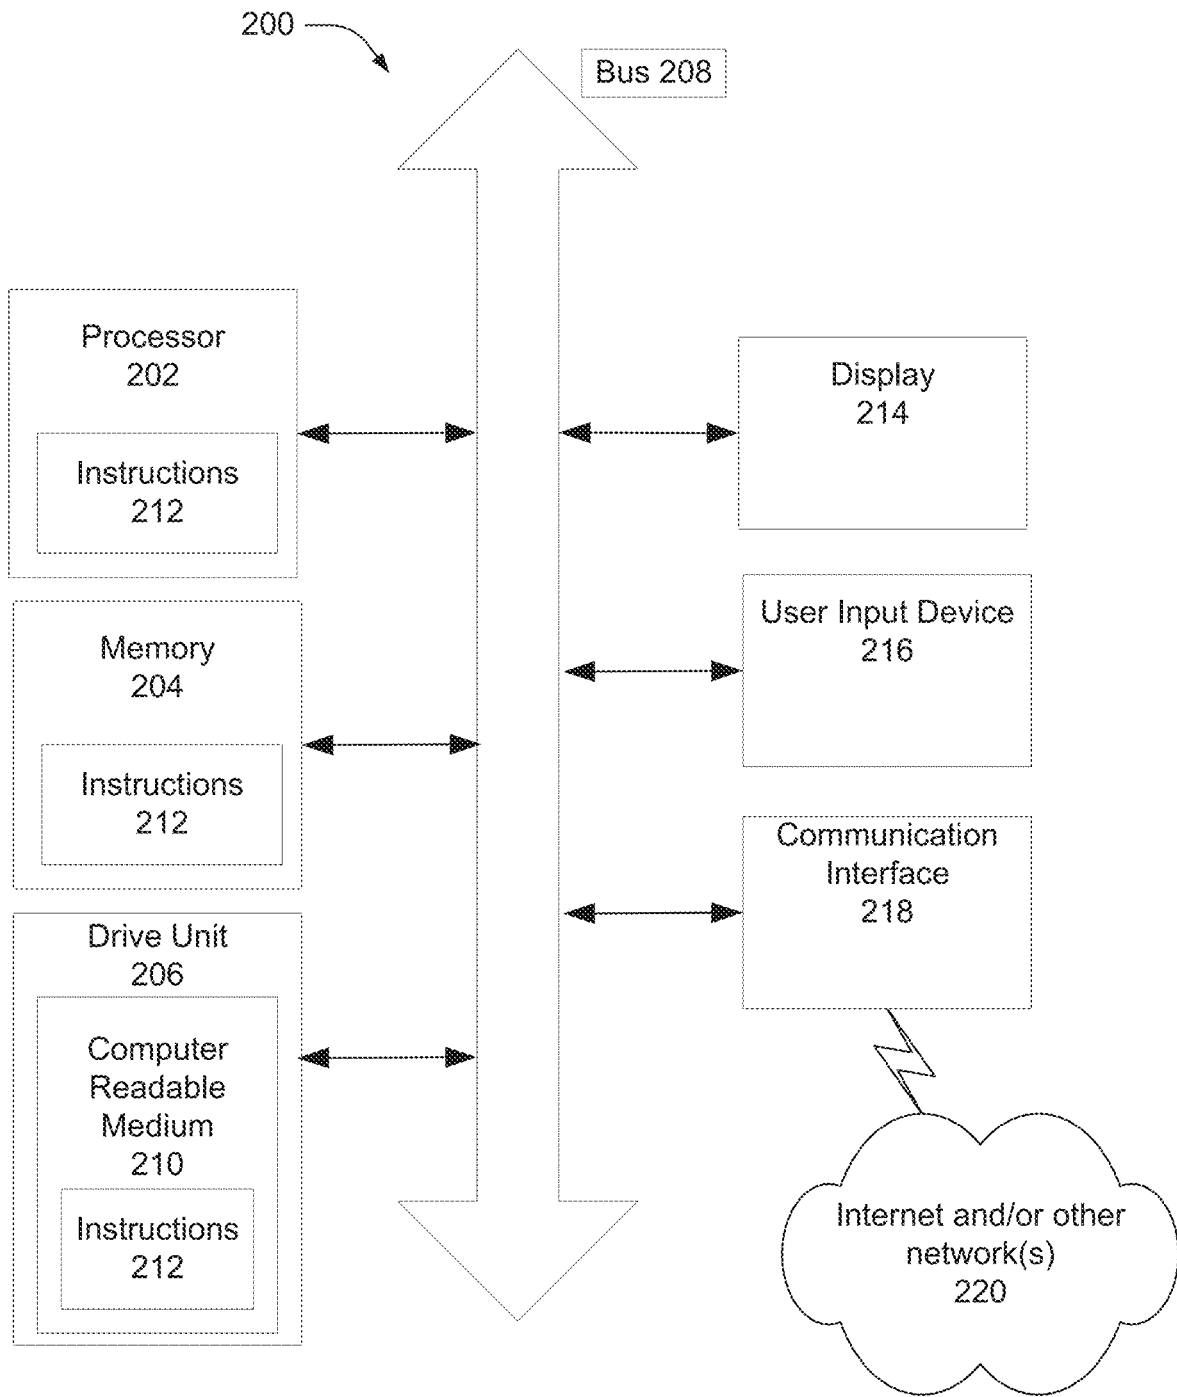 200
Bus 208
Processor
202
Instructions
212
Memory
204
Instructions
212
Drive Unit
206
Computer
Readable
Medium
210
Instructions
212
Display
214
User Input Device
216
Communication
Interface
218
Internet and/or other
network(s)
220